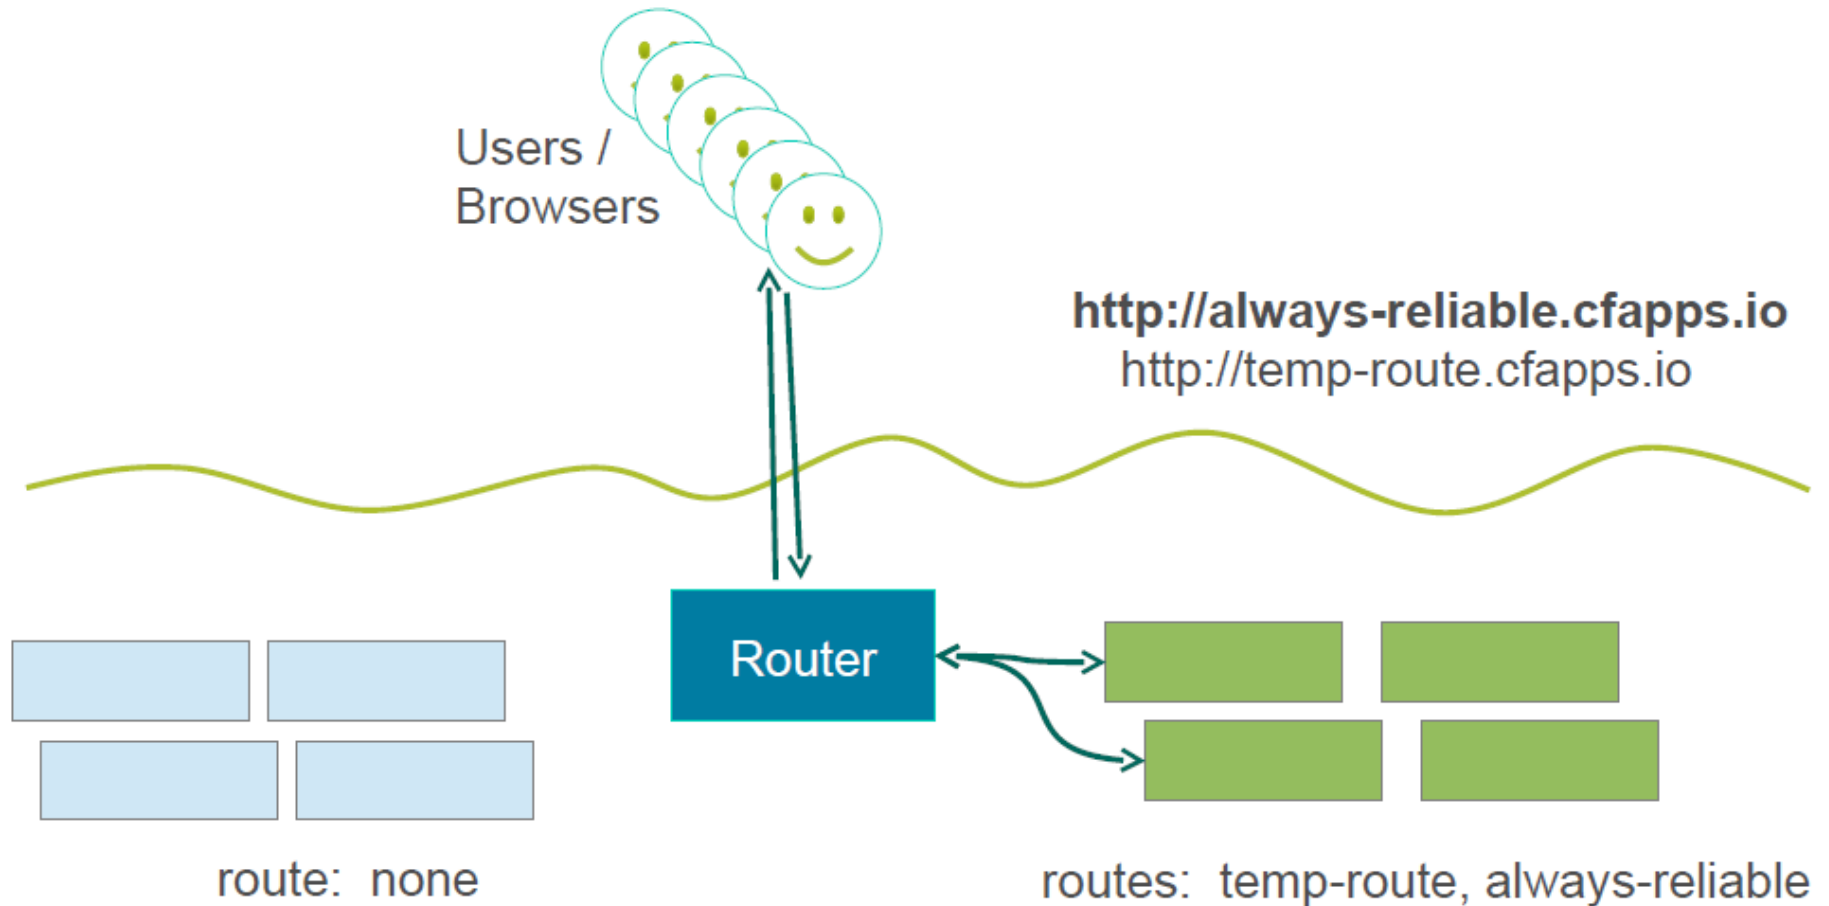 Users /
Browsers
http://always-reliable.cfapps.io
http://temp-route.cfapps.io
Router
route: none
routes: temp-route, always-reliable